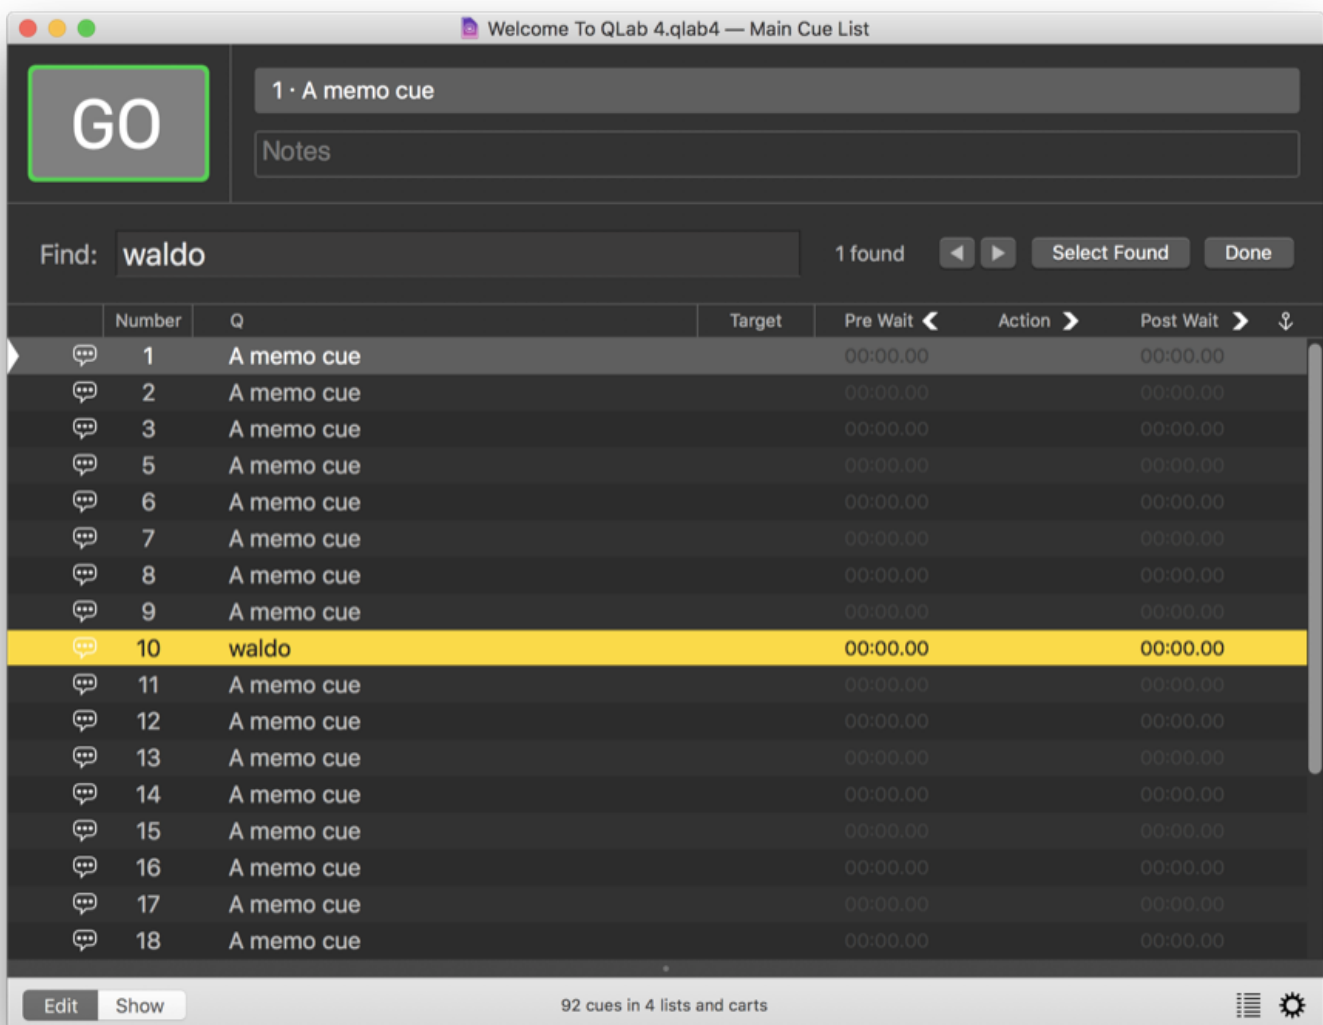 Welcome To QLab 4.qlab4 — Main Cue List
GO
1 · A memo cue
Notes
Find: waldo 1 found Select Found Done
Number Q Target Pre Wait Action Post Wait
1 A memo cue 00:00.00 00:00.00
2 A memo cue 00:00.00 00:00.00
3 A memo cue 00:00.00 00:00.00
5 A memo cue 00:00.00 00:00.00
6 A memo cue 00:00.00 00:00.00
7 A memo cue 00:00.00 00:00.00
8 A memo cue 00:00.00 00:00.00
9 A memo cue 00:00.00 00:00.00
10 waldo 00:00.00 00:00.00
11 A memo cue 00:00.00 00:00.00
12 A memo cue 00:00.00 00:00.00
13 A memo cue 00:00.00 00:00.00
14 A memo cue 00:00.00 00:00.00
15 A memo cue 00:00.00 00:00.00
16 A memo cue 00:00.00 00:00.00
17 A memo cue 00:00.00 00:00.00
18 A memo cue 00:00.00 00:00.00
Edit Show 92 cues in 4 lists and carts